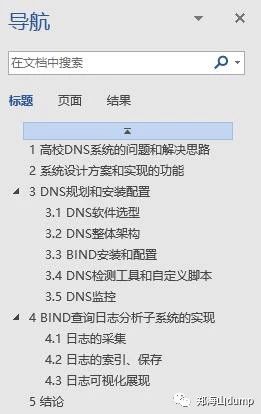 导航
在文档中搜索
标题 页面 结果
1 高校DNS系统的问题和解决思路
2 系统设计方案和实现的功能
3 DNS规划和安装配置
3.1 DNS软件选型
3.2 DNS整体架构
3.3 BIND安装和配置
3.4 DNS检测工具和自定义脚本
3.5 DNS监控
4 BIND查询日志分析子系统的实现
4.1 日志的采集
4.2 日志的索引、保存
4.3 日志可视化展现
5 结论
郑海山dump